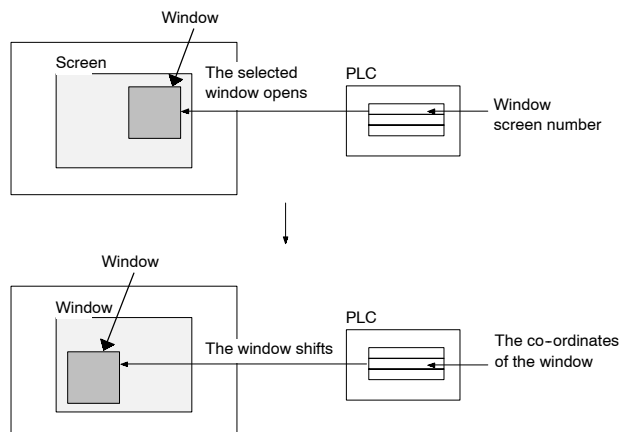 Window
Screen
The selected
window opens
PLC
Window
screen number
Window
Window
The window shifts
PLC
The co-ordinates
of the window